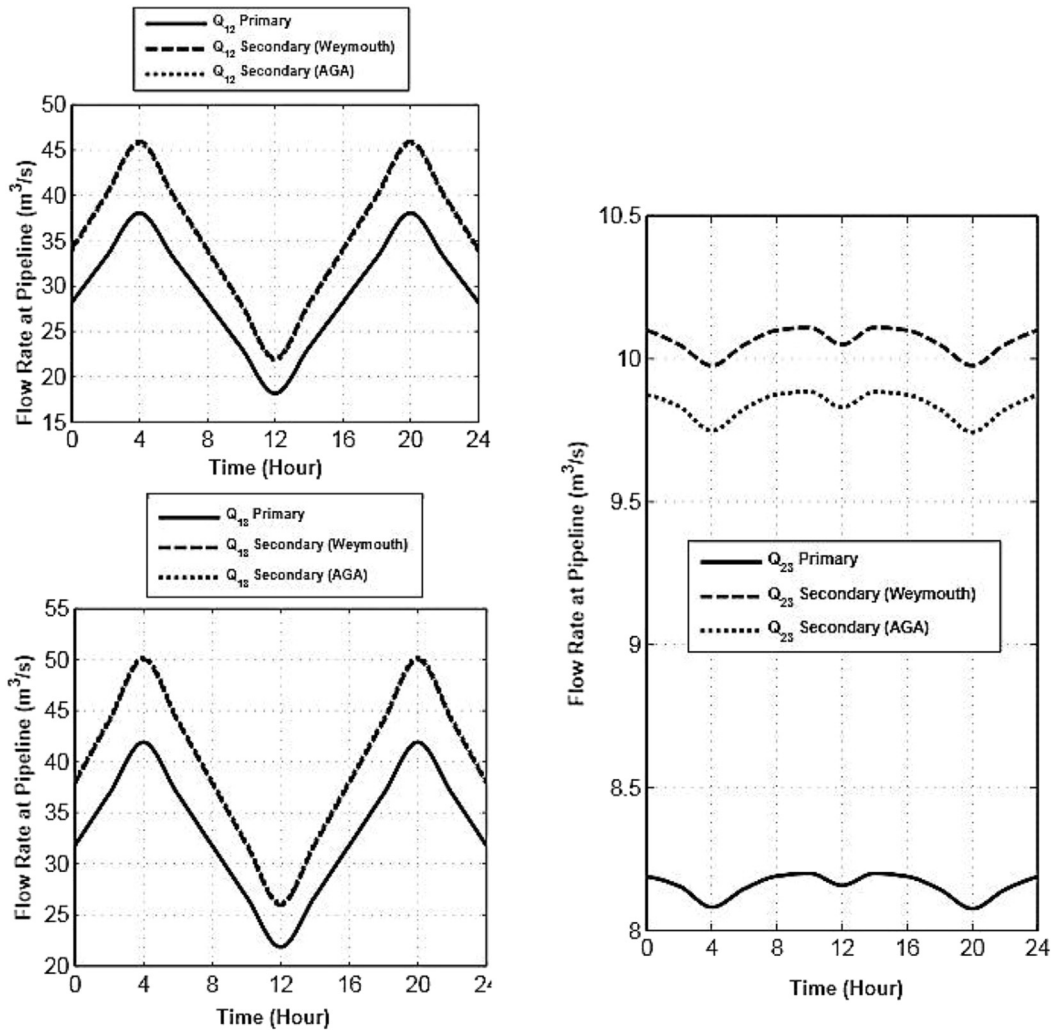 Q12 Primary
Q12 Secondary (Weymouth)
Q12 Secondary (AGA)
50
45
40
35
30
25
20
15
0 4 8 12 16 20 24
Flow Rate at Pipeline (m³/s)
Time (Hour)
Q13 Primary
Q13 Secondary (Weymouth)
Q13 Secondary (AGA)
55
50
45
40
35
30
25
20
0 4 8 12 16 20 24
Flow Rate at Pipeline (m³/s)
Time (Hour)
10.5
10
9.5
9
8.5
8
Q23 Primary
Q23 Secondary (Weymouth)
Q23 Secondary (AGA)
0 4 8 12 16 20 24
Flow Rate at Pipeline (m³/s)
Time (Hour)